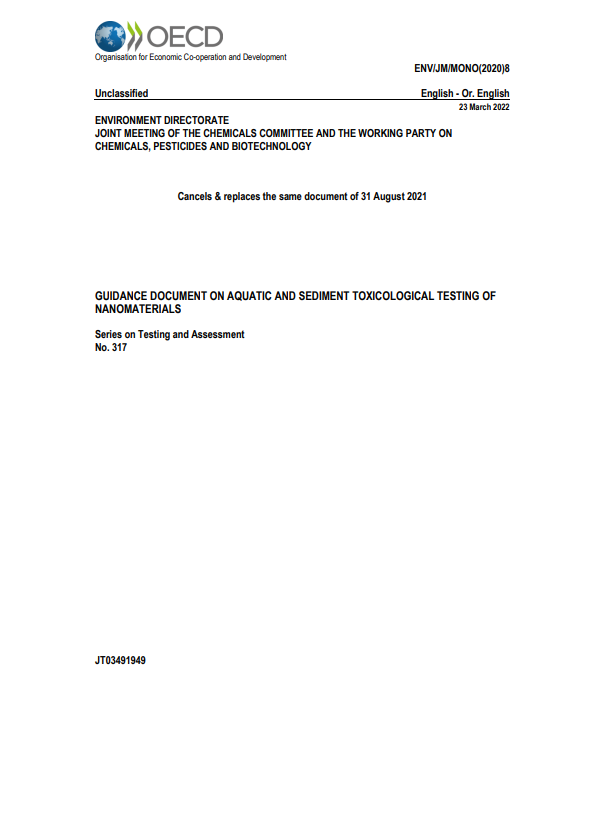 OECD
Organisation for Economic Co-operation and Development
ENV/JM/MONO(2020)8
Unclassified English - Or. English
23 March 2022
ENVIRONMENT DIRECTORATE
JOINT MEETING OF THE CHEMICALS COMMITTEE AND THE WORKING PARTY ON
CHEMICALS, PESTICIDES AND BIOTECHNOLOGY
Cancels & replaces the same document of 31 August 2021
GUIDANCE DOCUMENT ON AQUATIC AND SEDIMENT TOXICOLOGICAL TESTING OF
NANOMATERIALS
Series on Testing and Assessment
No. 317
JT03491949